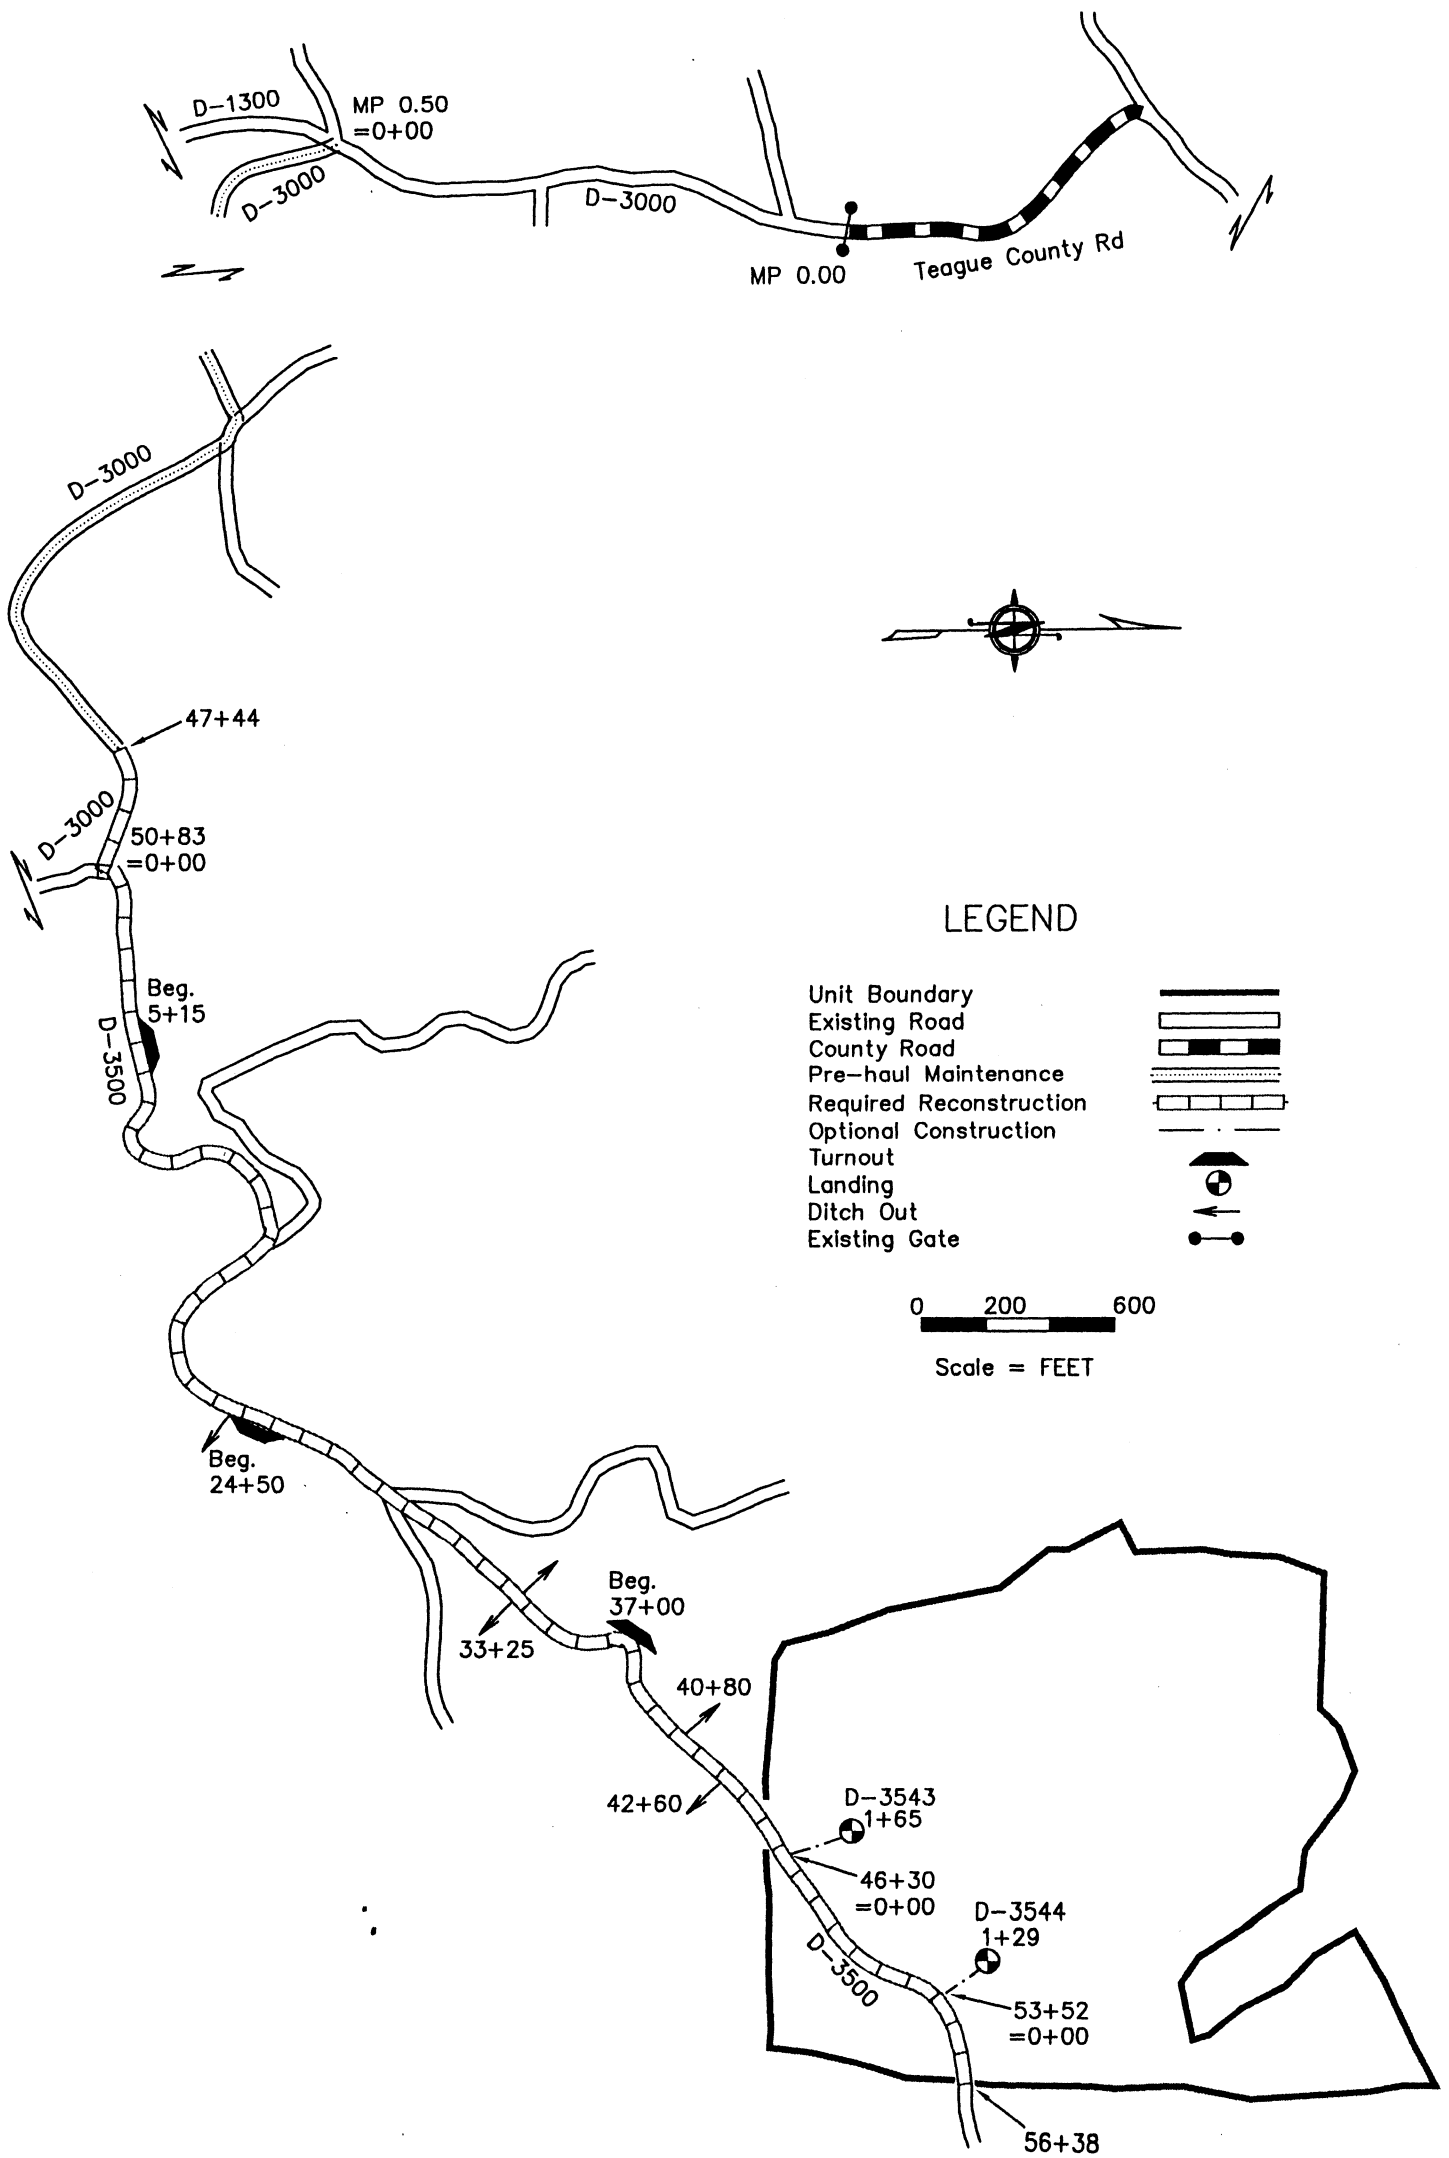 D-1300
MP 0.50
=0+00
D-3000
D-3000
MP 0.00
Teague County Rd
D-3000
47+44
D-3000
50+83
=0+00
Beg.
5+15
D-3500
LEGEND
Unit Boundary
Existing Road
County Road
Pre-haul Maintenance
Required Reconstruction
Optional Construction
Turnout
Landing
Ditch Out
Existing Gate
0 200 600
Scale = FEET
Beg.
24+50
33+25
Beg.
37+00
40+80
42+60
D-3543
1+65
46+30
=0+00
D-3544
1+29
D-3500
53+52
=0+00
56+38